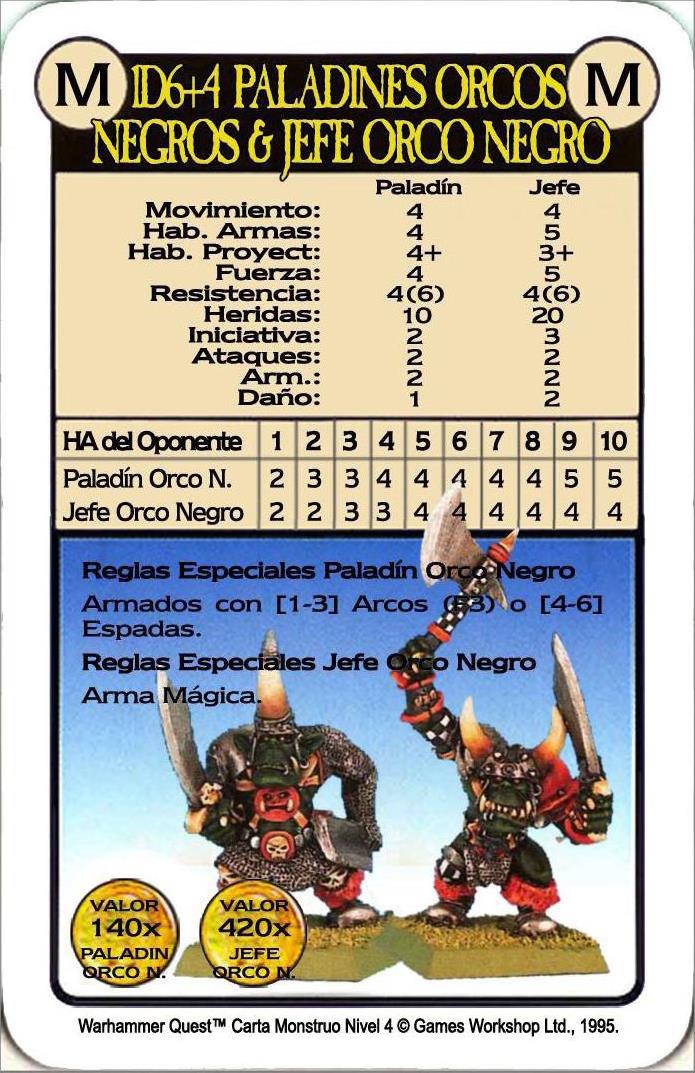 M 1D6+4 PALADINES ORCOS M
NEGROS & JEFE ORCO NEGRO
Paladín Jefe
Movimiento: 4 4
Hab. Armas: 4 5
Hab. Proyect: 4+ 3+
Fuerza: 4 5
Resistencia: 4(6) 4(6)
Heridas: 10 20
Iniciativa: 2 3
Ataques: 2 2
Arm.: 2 2
Daño: 1 2
HA del Oponente 1 2 3 4 5 6 7 8 9 10
Paladín Orco N. 2 3 3 4 4 4 4 4 5 5
Jefe Orco Negro 2 2 3 3 4 4 4 4 4 4
Reglas Especiales Paladín Orco Negro
Armados con [1-3] Arcos (F3) o [4-6]
Espadas.
Reglas Especiales Jefe Orco Negro
Arma Mágica.
VALOR
140x
PALADIN
ORCO N.
VALOR
420x
JEFE
ORCO N.
Warhammer Quest™ Carta Monstruo Nivel 4 © Games Workshop Ltd., 1995.